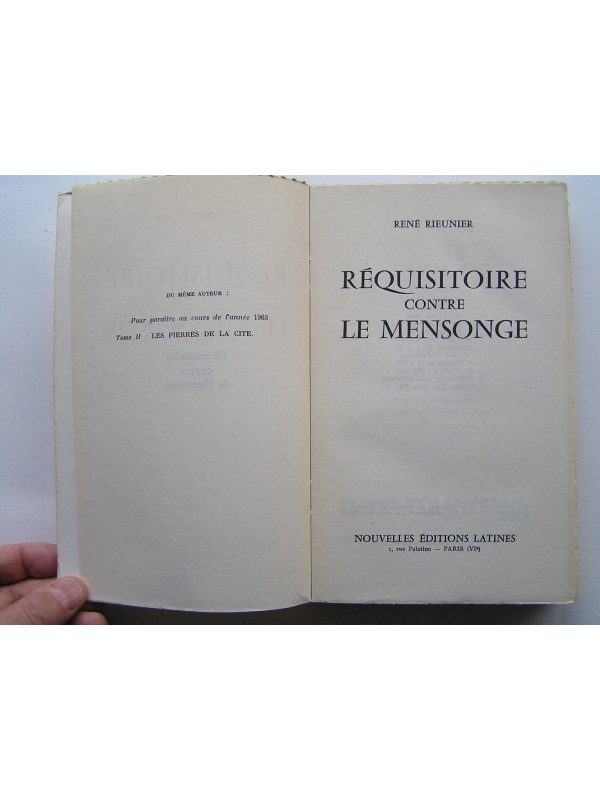 DU MÊME AUTEUR :
Pour paraître au cours de l'année 1963
Tome II : LES PIERRES DE LA CITE.
RENÉ RIEUNIER
RÉQUISITOIRE
CONTRE
LE MENSONGE
NOUVELLES ÉDITIONS LATINES
1, rue Palatine — PARIS (VIᵉ)